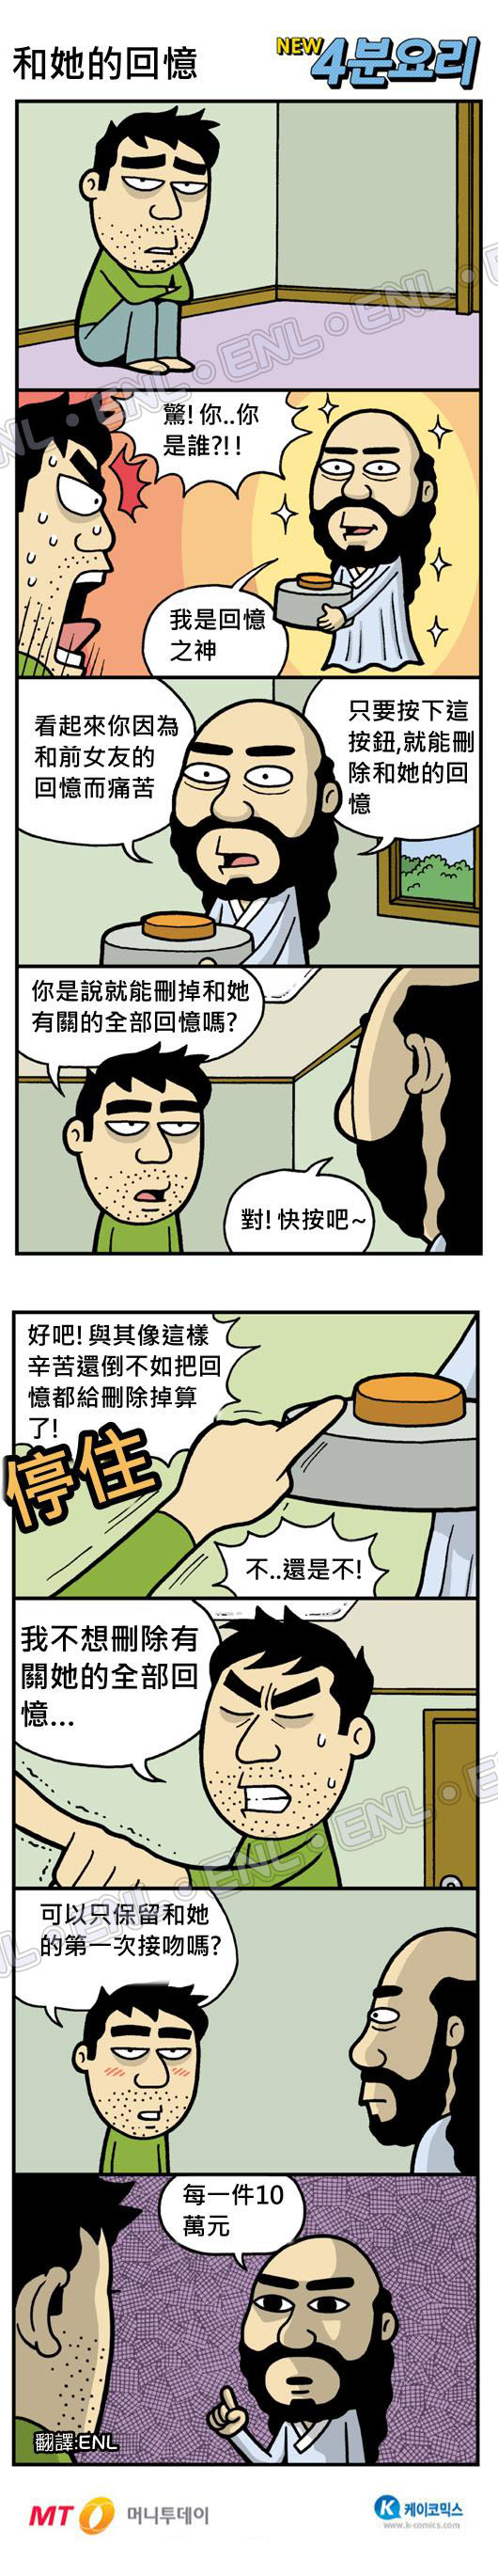 和她的回憶
NEW 4분요리
驚! 你..你
是誰?!!
我是回憶
之神
看起來你因為
和前女友的
回憶而痛苦
只要按下這
按鈕,就能刪
除和她的回
憶
你是說就能刪掉和她
有關的全部回憶嗎?
對! 快按吧~
好吧! 與其像這樣
辛苦還倒不如把回
憶都給刪除掉算
了!
停住
不..還是不!
我不想刪除有
關她的全部回
憶...
可以只保留和她
的第一次接吻嗎?
每一件10
萬元
翻譯:ENL
MT 머니투데이
K 케이코믹스
www.k-comics.com
ENL • ENL • ENL • ENL
ENL • ENL • ENL • ENL